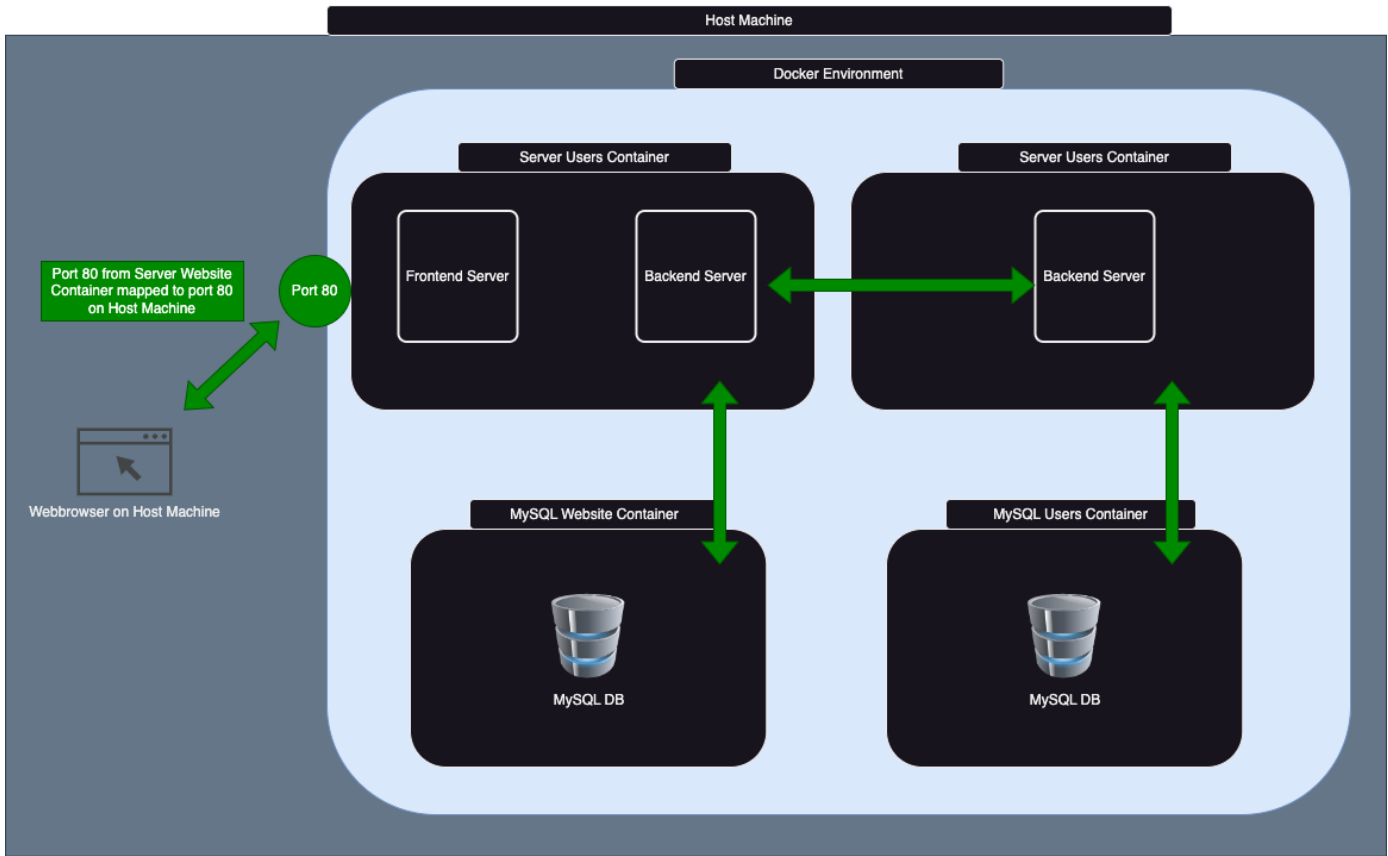 Host Machine
Docker Environment
Server Users Container
Server Users Container
Frontend Server
Backend Server
Backend Server
Port 80 from Server Website
Container mapped to port 80
on Host Machine
Port 80
Webbrowser on Host Machine
MySQL Website Container
MySQL Users Container
MySQL DB
MySQL DB